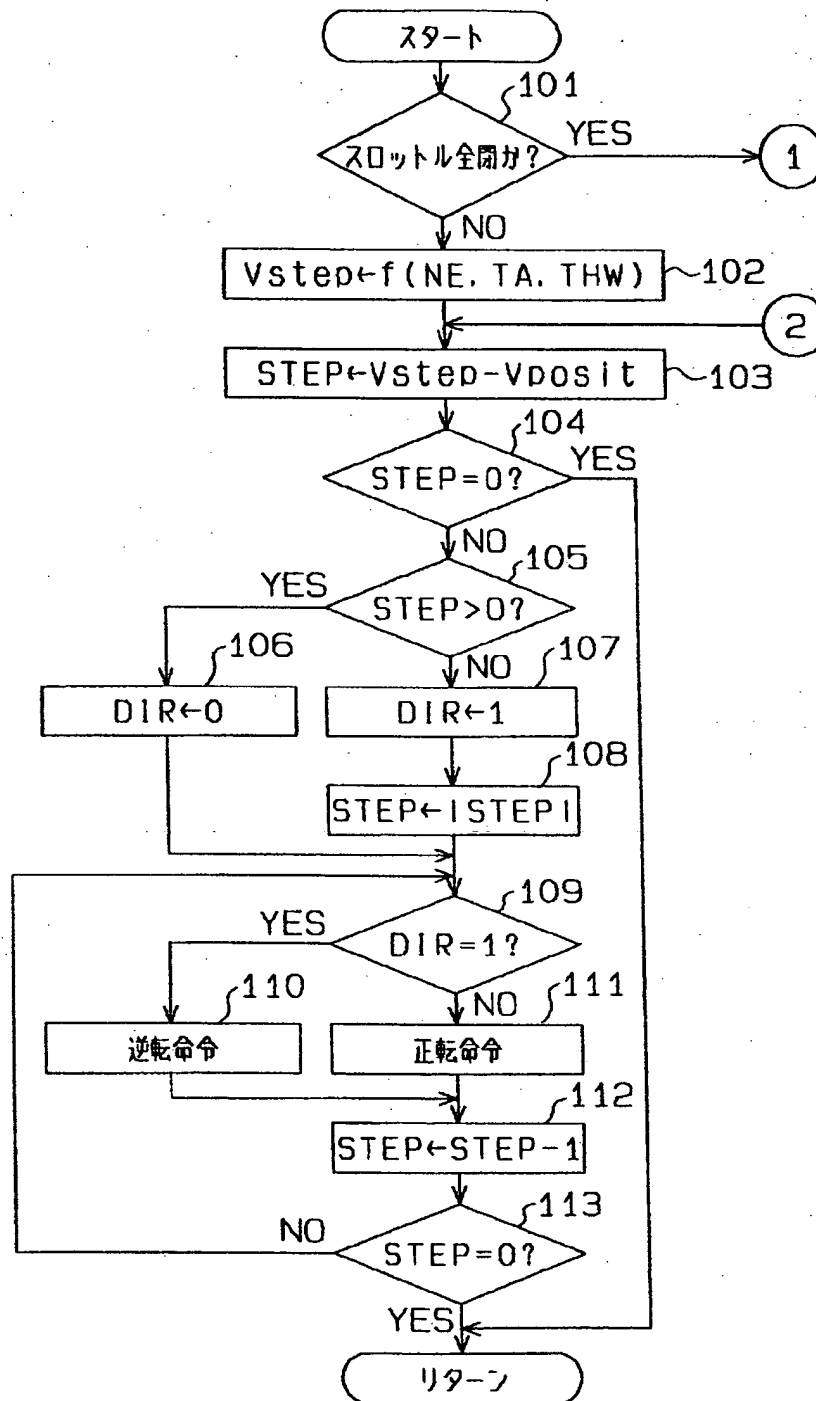 スタート
101
スロットル全閉か?
YES
1
NO
Vstep←f(NE. TA. THW)
102
2
STEP←Vstep-Vposit
103
104
STEP=0?
YES
NO
105
YES
STEP>0?
106
107
NO
DIR←0
DIR←1
108
STEP←|STEP|
109
YES
DIR=1?
110
111
NO
逆転命令
正転命令
112
STEP←STEP-1
113
NO
STEP=0?
YES
リターン